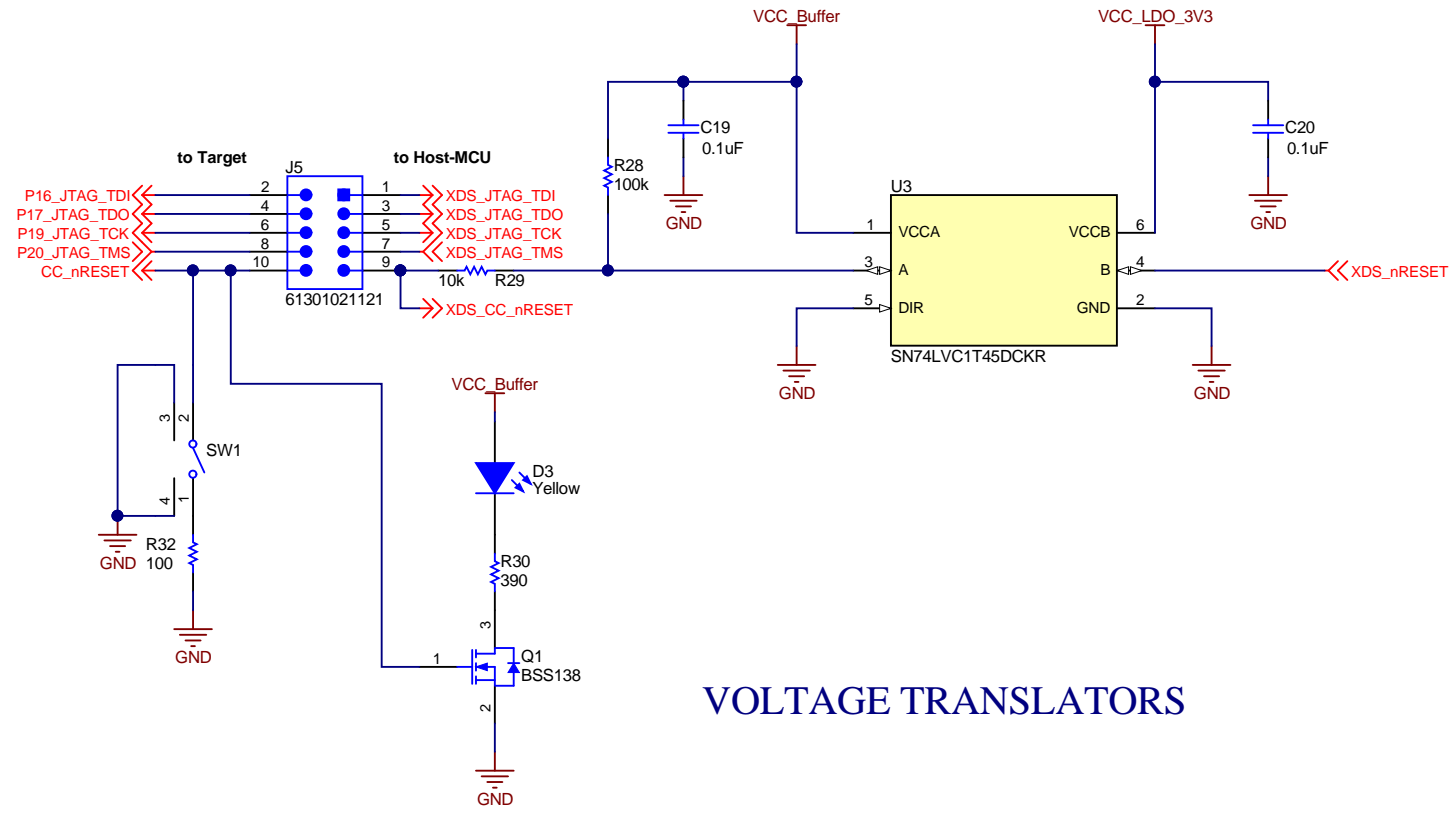 VCC_Buffer
VCC_LDO_3V3
C19
0.1uF
C20
0.1uF
GND
GND
R28
100k
to Target
to Host-MCU
J5
P16_JTAG_TDI 2 1 XDS_JTAG_TDI
P17_JTAG_TDO 4 3 XDS_JTAG_TDO
P19_JTAG_TCK 6 5 XDS_JTAG_TCK
P20_JTAG_TMS 8 7 XDS_JTAG_TMS
CC_nRESET 10 9
61301021121
10k R29
XDS_CC_nRESET
U3
1 VCCA VCCB 6
3 A B 4 XDS_nRESET
5 DIR GND 2
SN74LVC1T45DCKR
GND
GND
3 2
SW1
4 1
GND
R32
100
GND
VCC_Buffer
D3
Yellow
R30
390
3
1
Q1
BSS138
2
GND
VOLTAGE TRANSLATORS